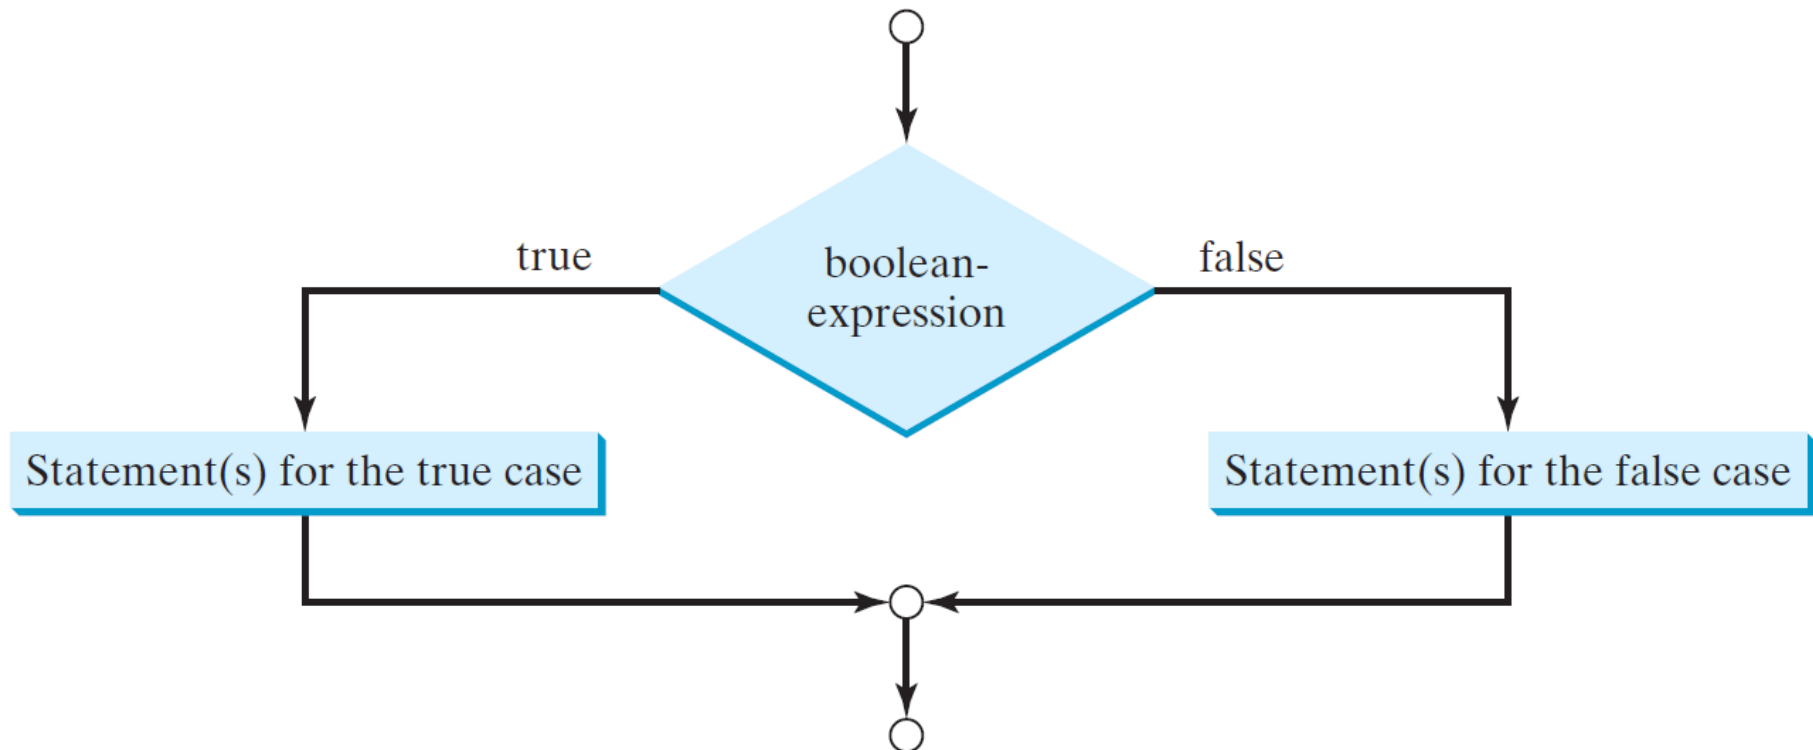 true
boolean-
expression
false
Statement(s) for the true case
Statement(s) for the false case